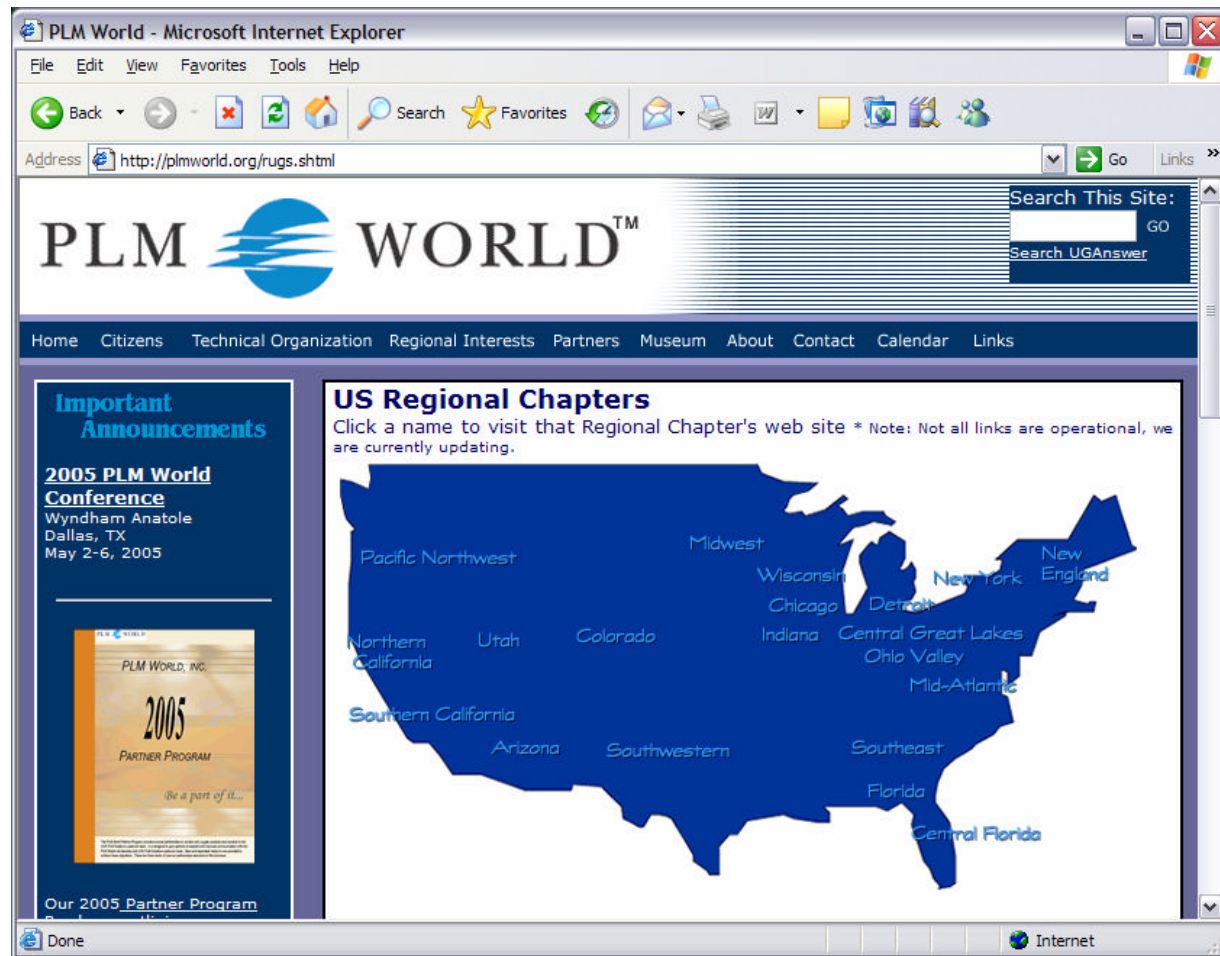 PLM World - Microsoft Internet Explorer
File Edit View Favorites Tools Help
Back Search Favorites
Address http://plmworld.org/rugs.shtml Go Links »
PLM WORLD™
Search This Site:
GO
Search UGAnswer
Home Citizens Technical Organization Regional Interests Partners Museum About Contact Calendar Links
Important
Announcements
2005 PLM World
Conference
Wyndham Anatole
Dallas, TX
May 2-6, 2005
PLM WORLD
PLM WORLD, INC.
2005
PARTNER PROGRAM
Be a part of it...
Our 2005 Partner Program
US Regional Chapters
Click a name to visit that Regional Chapter's web site * Note: Not all links are operational, we
are currently updating.
Pacific Northwest
Midwest
Wisconsin
New York
New
England
Chicago
Detroit
Northern
California
Utah
Colorado
Indiana
Central Great Lakes
Ohio Valley
Mid-Atlantic
Southern California
Arizona
Southwestern
Southeast
Florida
Central Florida
Done Internet